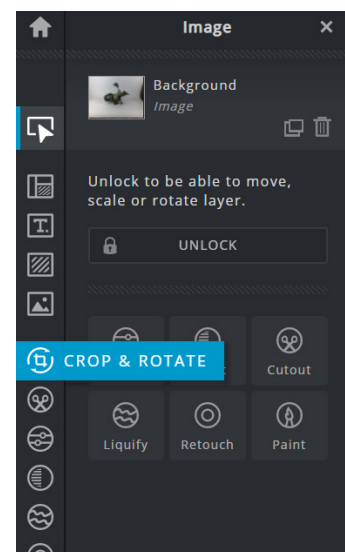 Image
Background
Image
Unlock to be able to move,
scale or rotate layer.
UNLOCK
T.
CROP & ROTATE
Cutout
Liquify
Retouch
Paint